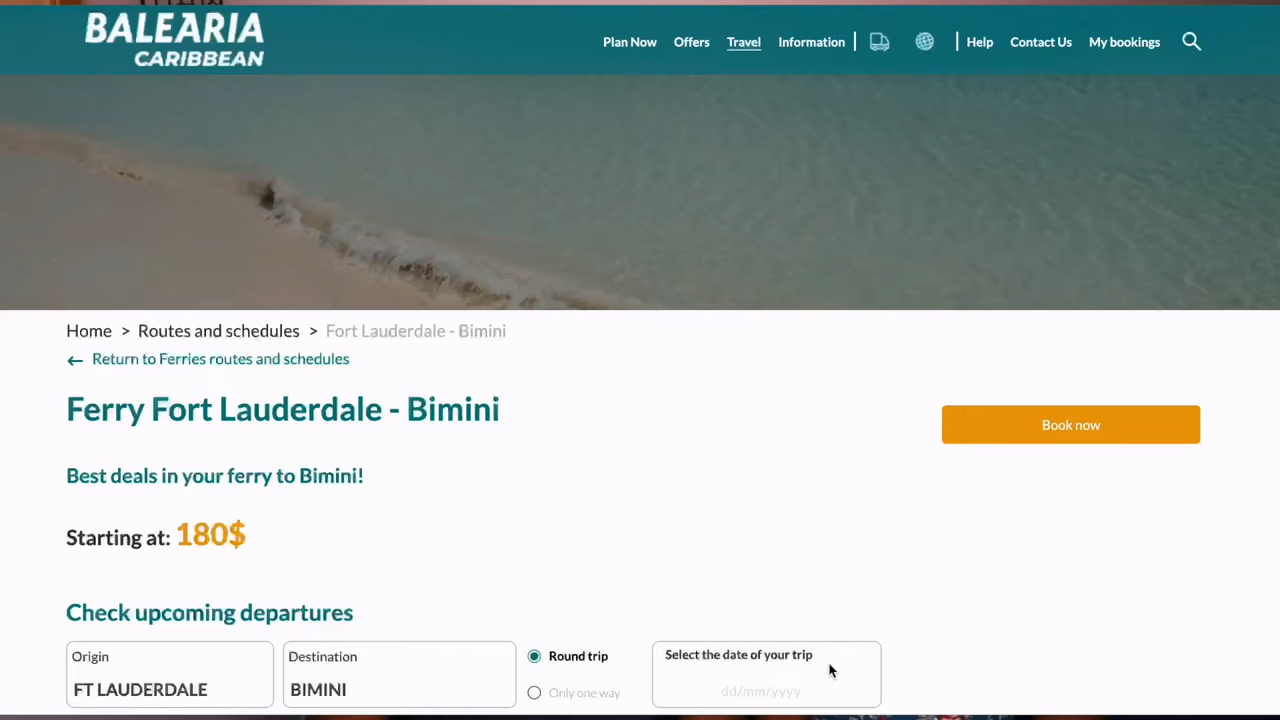 BALEARIA
CARIBBEAN
Plan Now Offers Travel Information Help Contact Us My bookings
Home > Routes and schedules > Fort Lauderdale - Bimini
← Return to Ferries routes and schedules
Ferry Fort Lauderdale - Bimini
Book now
Best deals in your ferry to Bimini!
Starting at: 180$
Check upcoming departures
Origin
FT LAUDERDALE
Destination
BIMINI
Round trip
Only one way
Select the date of your trip
dd/mm/yyyy